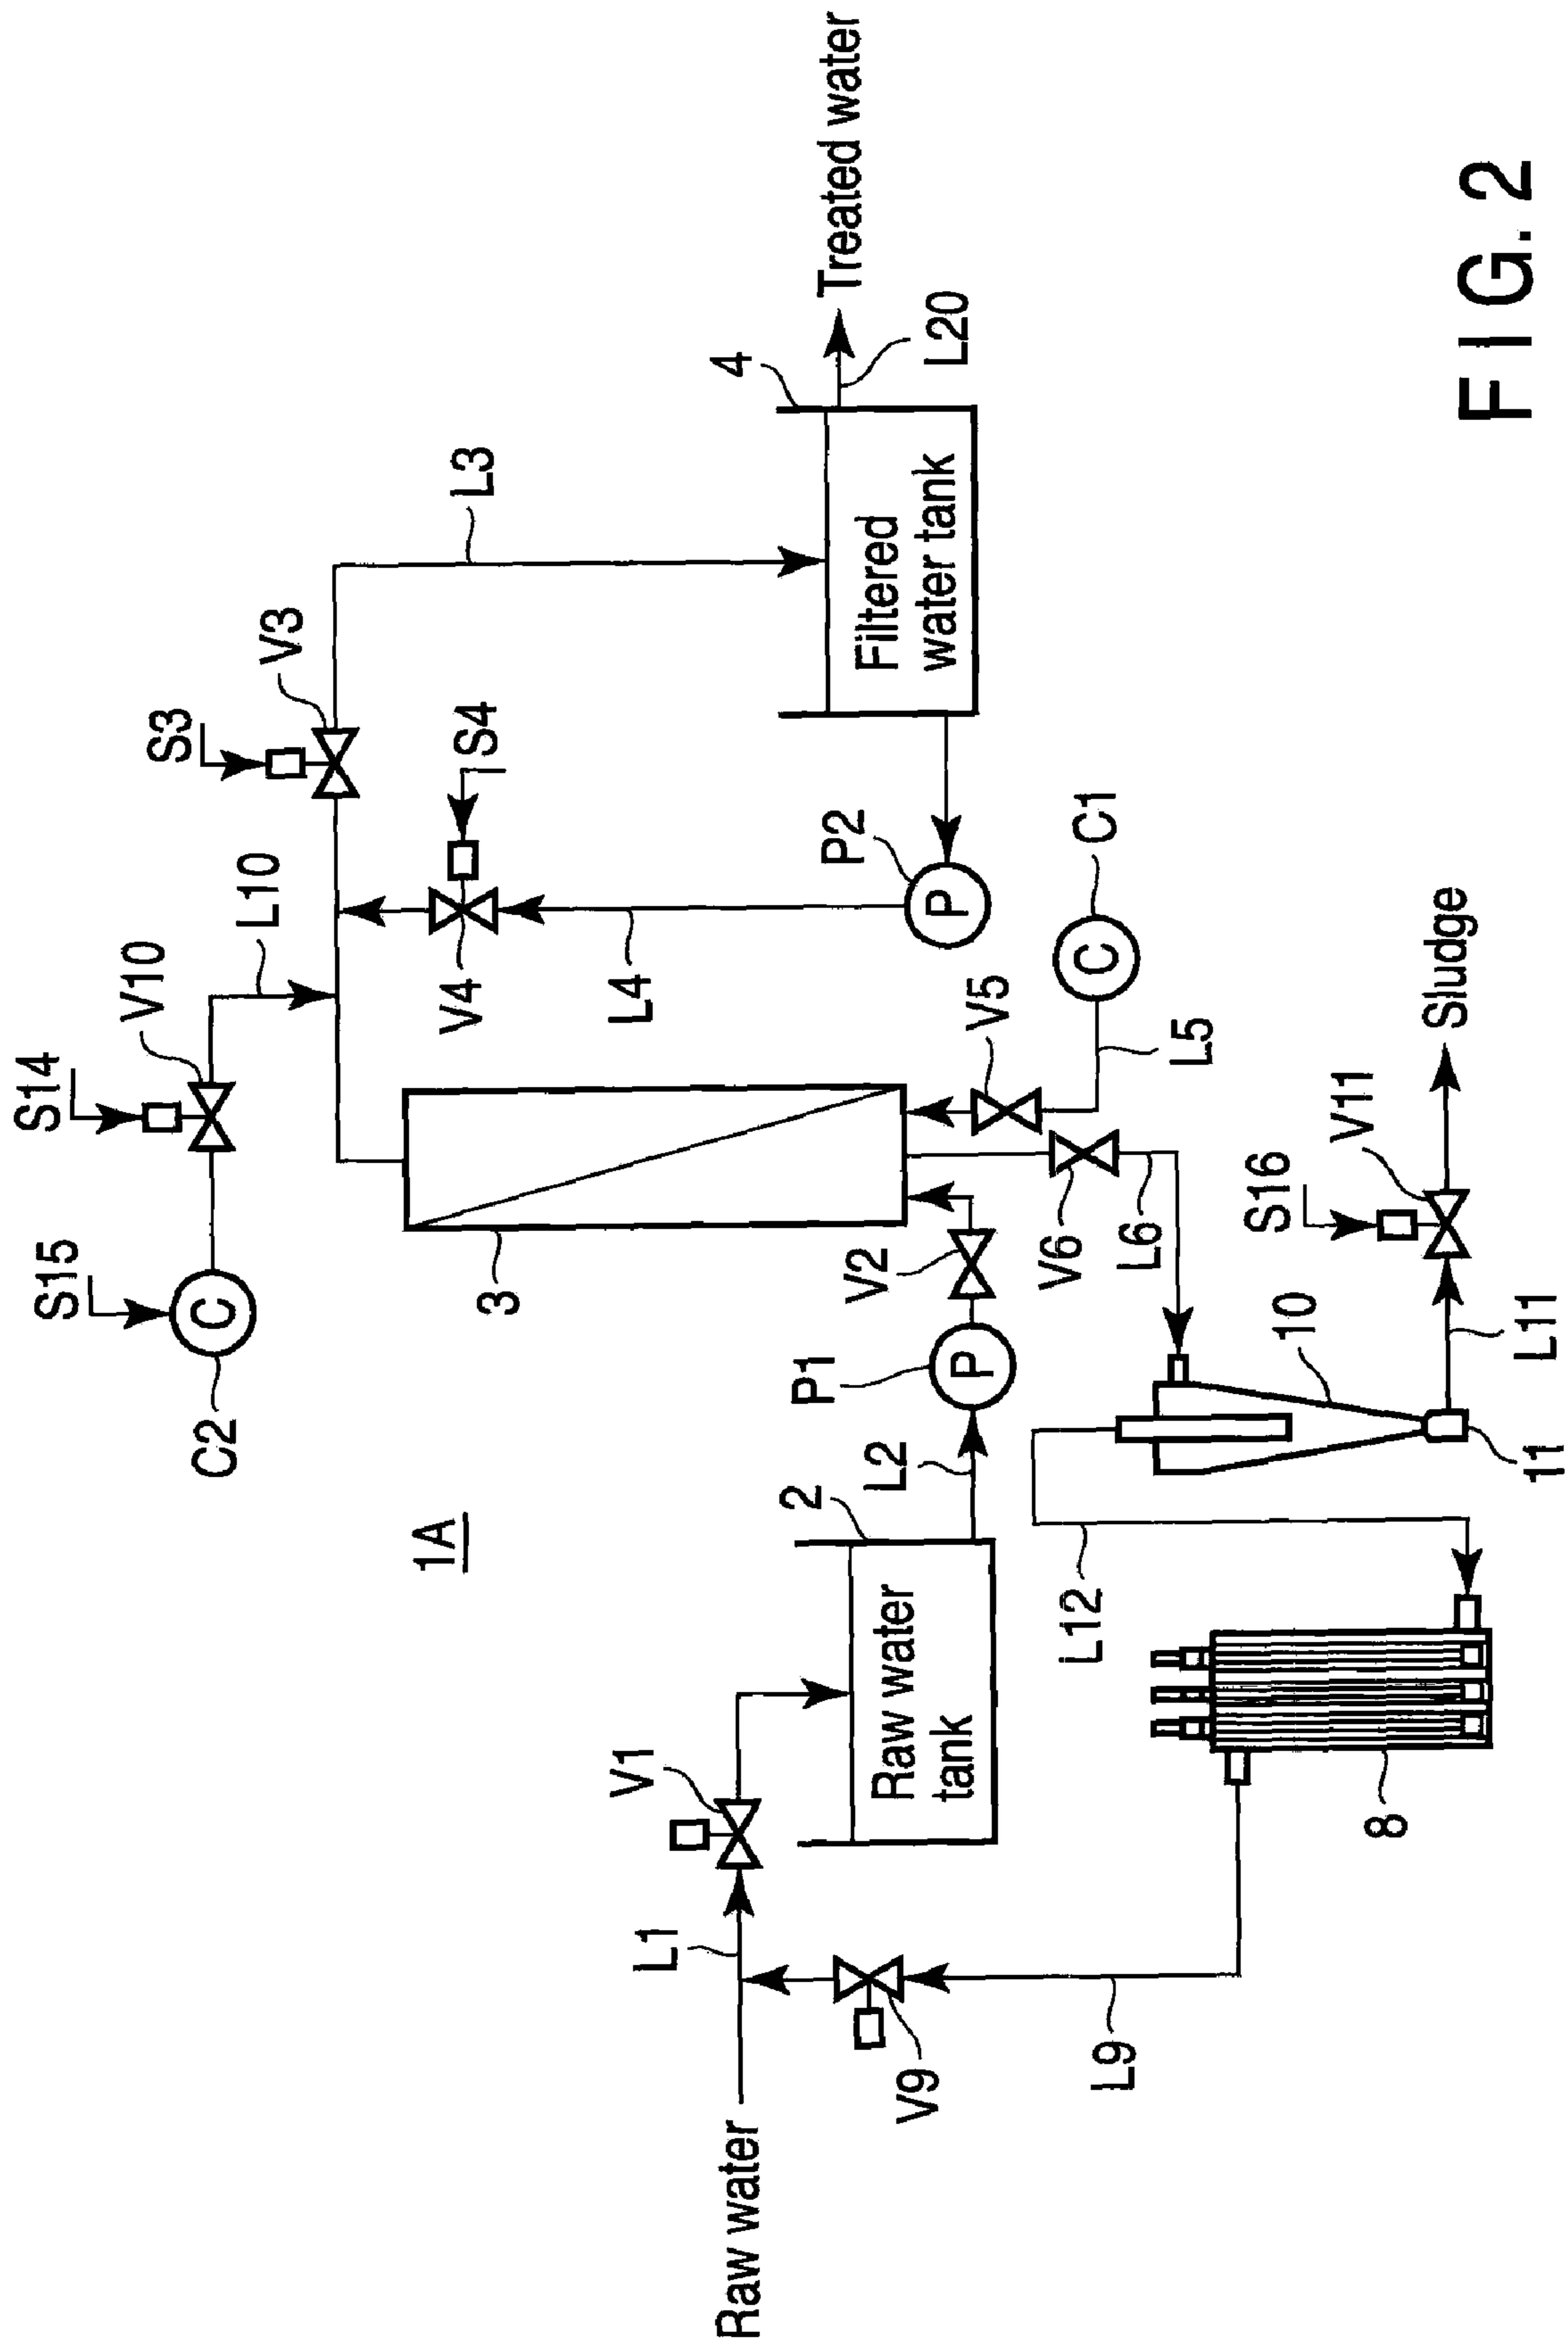 S15
C
C2
S14
V10
L10
S3
V3
L3
S4
V4
L4
3
1A
4
Treated water
L20
Filtered
water tank
P2
P
C1
C
V5
L5
V2
P1
P
V6
L6
L2
2
Raw water
tank
V1
L1
Raw water
V9
L9
L12
8
10
11
L11
S16
V11
Sludge
FIG. 2